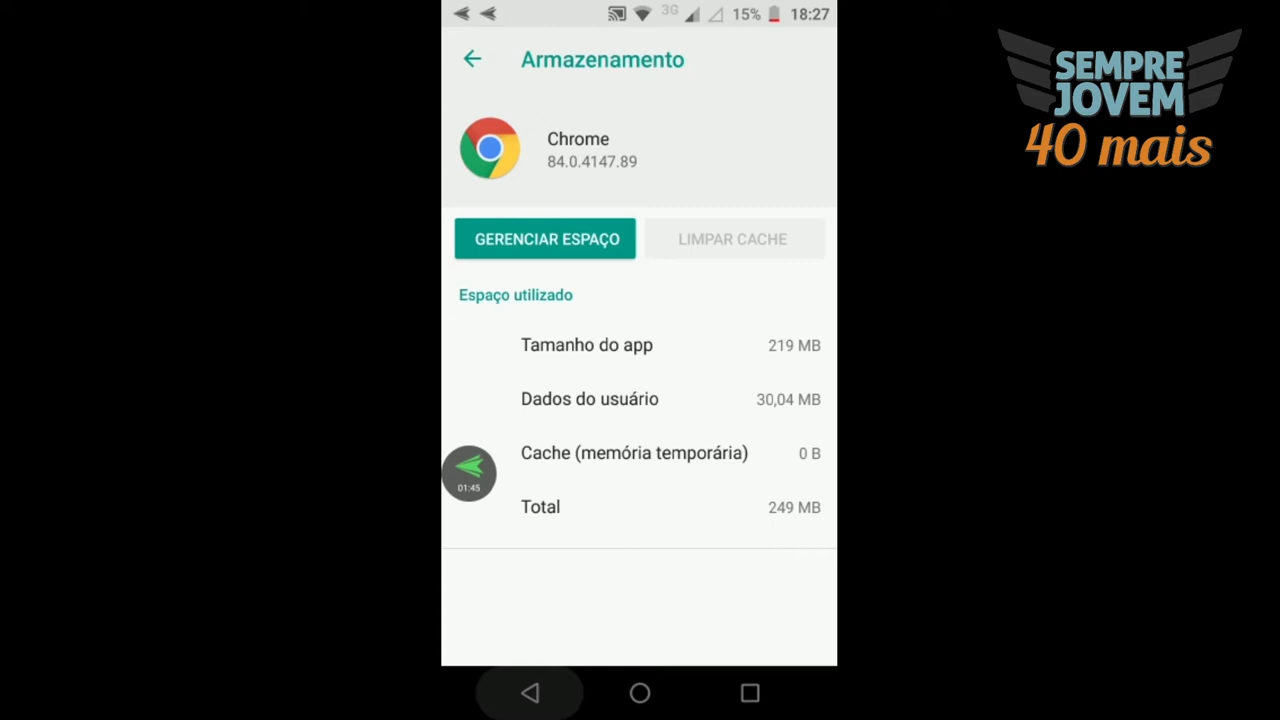 3G 15% 18:27
Armazenamento
Chrome
84.0.4147.89
GERENCIAR ESPAÇO LIMPAR CACHE
Espaço utilizado
Tamanho do app 219 MB
Dados do usuário 30,04 MB
Cache (memória temporária) 0 B
01:45
Total 249 MB
SEMPRE
JOVEM
40 mais